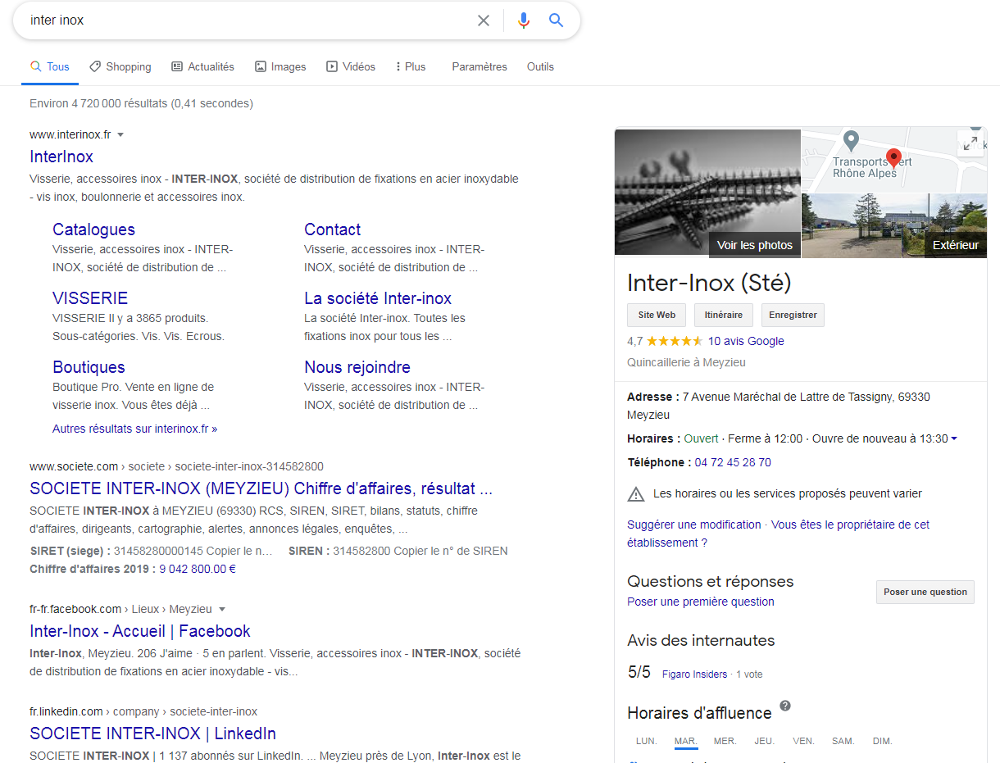 inter inox
Tous Shopping Actualités Images Vidéos Plus Paramètres Outils
Environ 4 720 000 résultats (0,41 secondes)
www.interinox.fr
InterInox
Visserie, accessoires inox - INTER-INOX, société de distribution de fixations en acier inoxydable
- vis inox, boulonnerie et accessoires inox.
Catalogues
Visserie, accessoires inox - INTER-
INOX, société de distribution de ...
Contact
Visserie, accessoires inox - INTER-
INOX, société de distribution de ...
VISSERIE
VISSERIE Il y a 3865 produits.
Sous-catégories. Vis. Vis. Ecrous.
La société Inter-inox
La société Inter-inox. Toutes les
fixations inox pour tous les ...
Boutiques
Boutique Pro. Vente en ligne de
visserie inox. Vous êtes déjà ...
Nous rejoindre
Visserie, accessoires inox - INTER-
INOX, société de distribution de ...
Autres résultats sur interinox.fr »
www.societe.com › societe › societe-inter-inox-314582800
SOCIETE INTER-INOX (MEYZIEU) Chiffre d'affaires, résultat ...
SOCIETE INTER-INOX à MEYZIEU (69330) RCS, SIREN, SIRET, bilans, statuts, chiffre
d'affaires, dirigeants, cartographie, alertes, annonces légales, enquêtes, ...
SIRET (siege) : 31458280000145 Copier le n... SIREN : 314582800 Copier le n° de SIREN
Chiffre d'affaires 2019 : 9 042 800.00 €
fr-fr.facebook.com › Lieux › Meyzieu
Inter-Inox - Accueil | Facebook
Inter-Inox, Meyzieu. 206 J'aime · 5 en parlent. Visserie, accessoires inox - INTER-INOX, société
de distribution de fixations en acier inoxydable - vis...
fr.linkedin.com › company › societe-inter-inox
SOCIETE INTER-INOX | LinkedIn
SOCIETE INTER-INOX | 1 137 abonnés sur LinkedIn. ... Meyzieu près de Lyon, Inter-Inox est le
Transports
Rhône Alpes
Voir les photos
Extérieur
Inter-Inox (Sté)
Site Web Itinéraire Enregistrer
4,7 10 avis Google
Quincaillerie à Meyzieu
Adresse : 7 Avenue Maréchal de Lattre de Tassigny, 69330
Meyzieu
Horaires : Ouvert · Ferme à 12:00 · Ouvre de nouveau à 13:30
Téléphone : 04 72 45 28 70
Les horaires ou les services proposés peuvent varier
Suggérer une modification · Vous êtes le propriétaire de cet
établissement ?
Questions et réponses
Poser une première question
Poser une question
Avis des internautes
5/5 Figaro Insiders · 1 vote
Horaires d'affluence ?
LUN. MAR. MER. JEU. VEN. SAM. DIM.